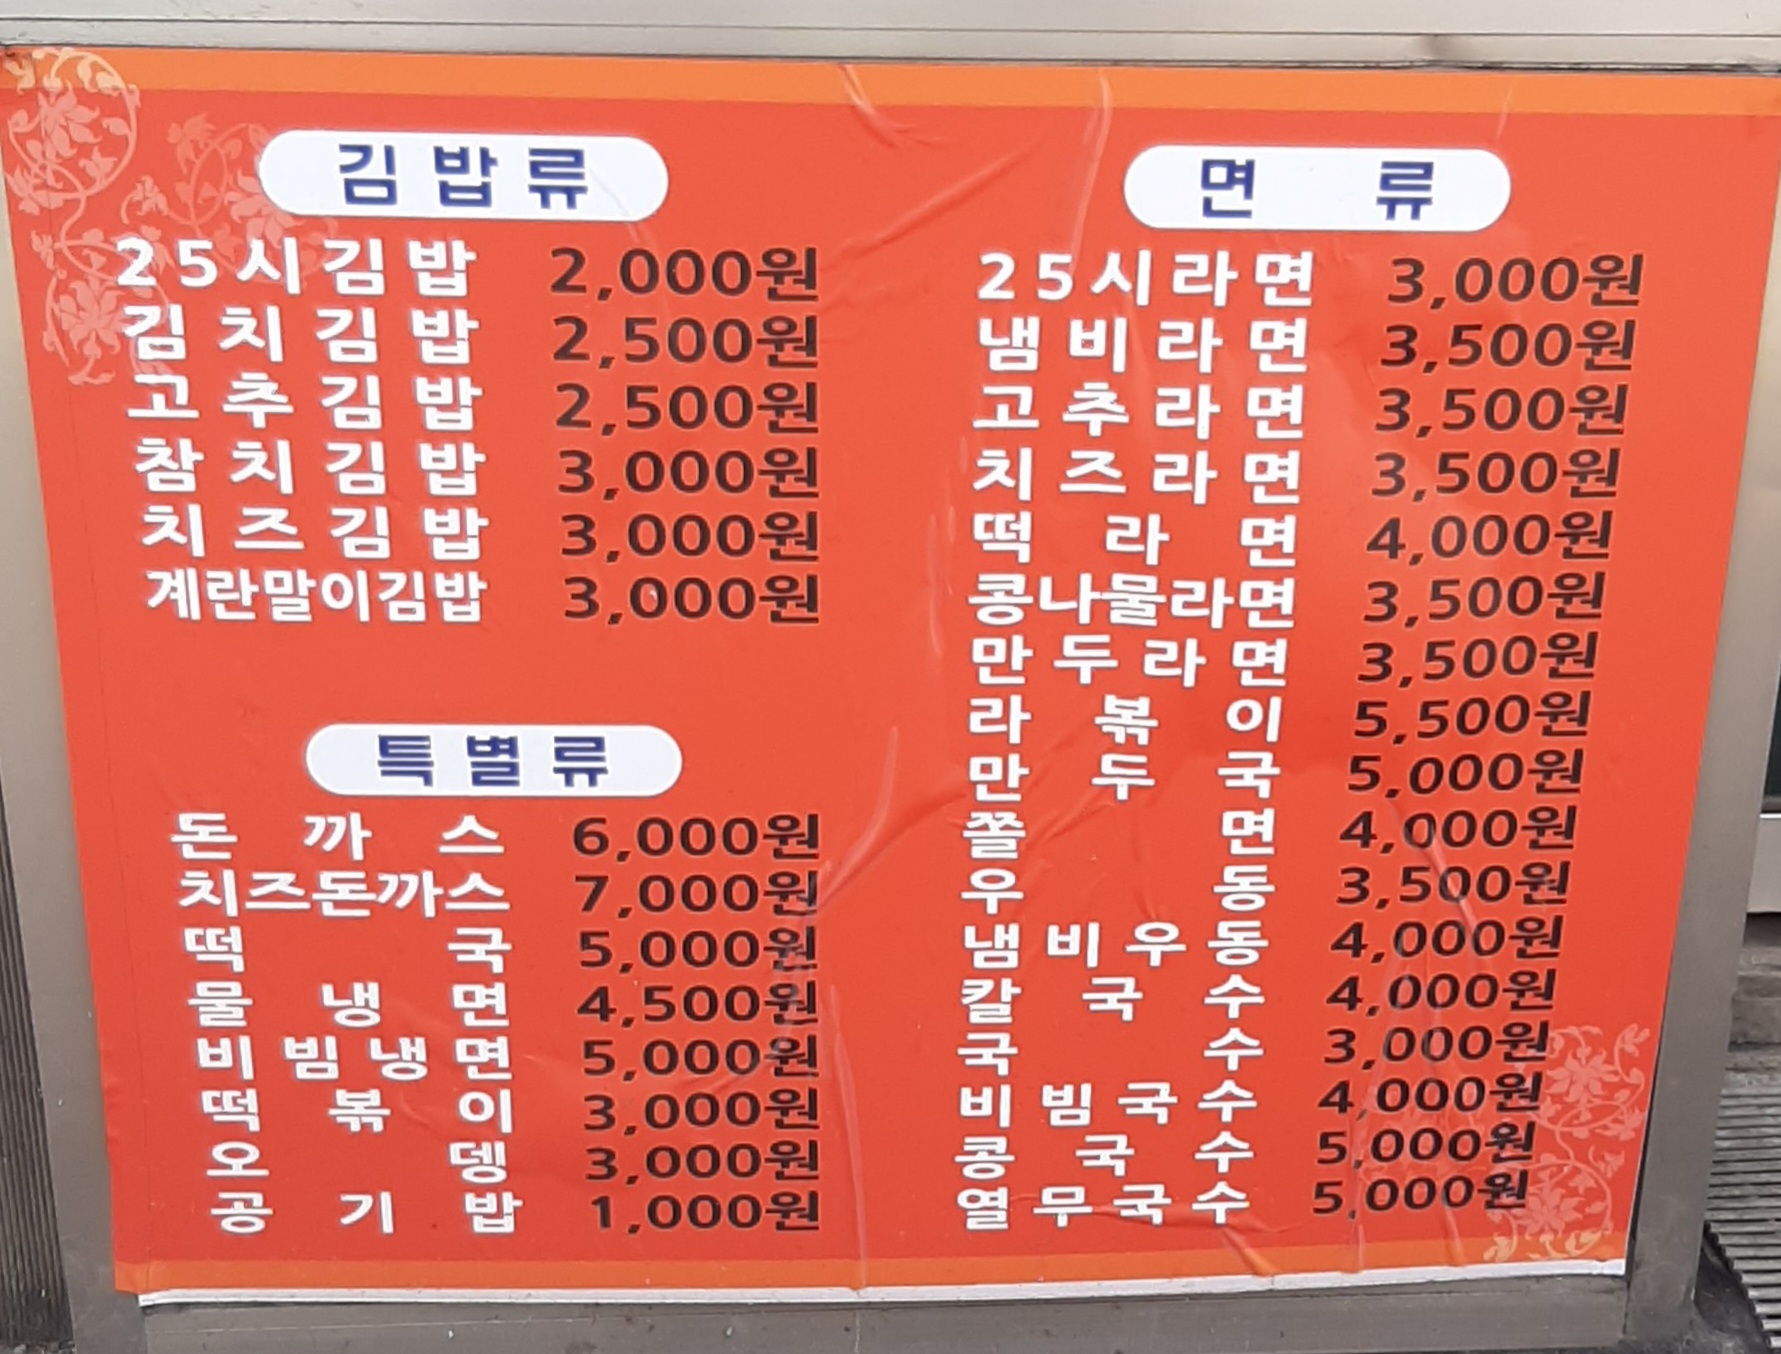 김밥류
25시김밥 2,000원
김치김밥 2,500원
고추김밥 2,500원
참치김밥 3,000원
치즈김밥 3,000원
계란말이김밥 3,000원
특별류
돈까스 6,000원
치즈돈까스 7,000원
떡국 5,000원
물냉면 4,500원
비빔냉면 5,000원
떡볶이 3,000원
오뎅 3,000원
공기밥 1,000원
면류
25시라면 3,000원
냄비라면 3,500원
고추라면 3,500원
치즈라면 3,500원
떡라면 4,000원
콩나물라면 3,500원
만두라면 3,500원
라볶이 5,500원
만두국 5,000원
쫄면 4,000원
우동 3,500원
냄비우동 4,000원
칼국수 4,000원
국수 3,000원
비빔국수 4,000원
콩국수 5,000원
열무국수 5,000원